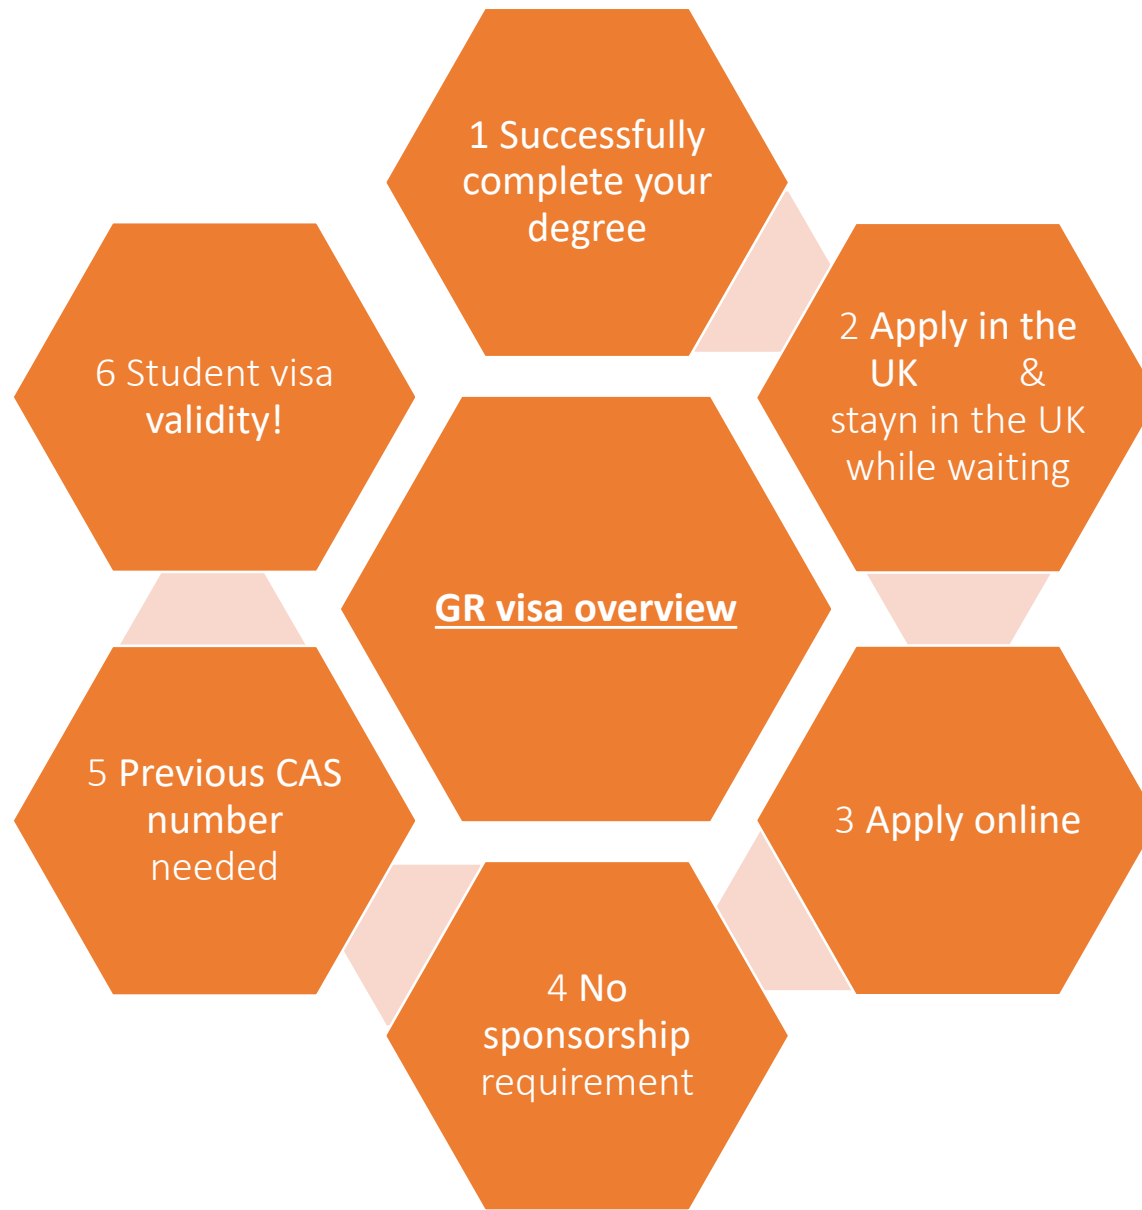 1 Successfully
complete your
degree
2 Apply in the
UK &
stayn in the UK
while waiting
3 Apply online
4 No
sponsorship
requirement
5 Previous CAS
number
needed
6 Student visa
validity!
GR visa overview